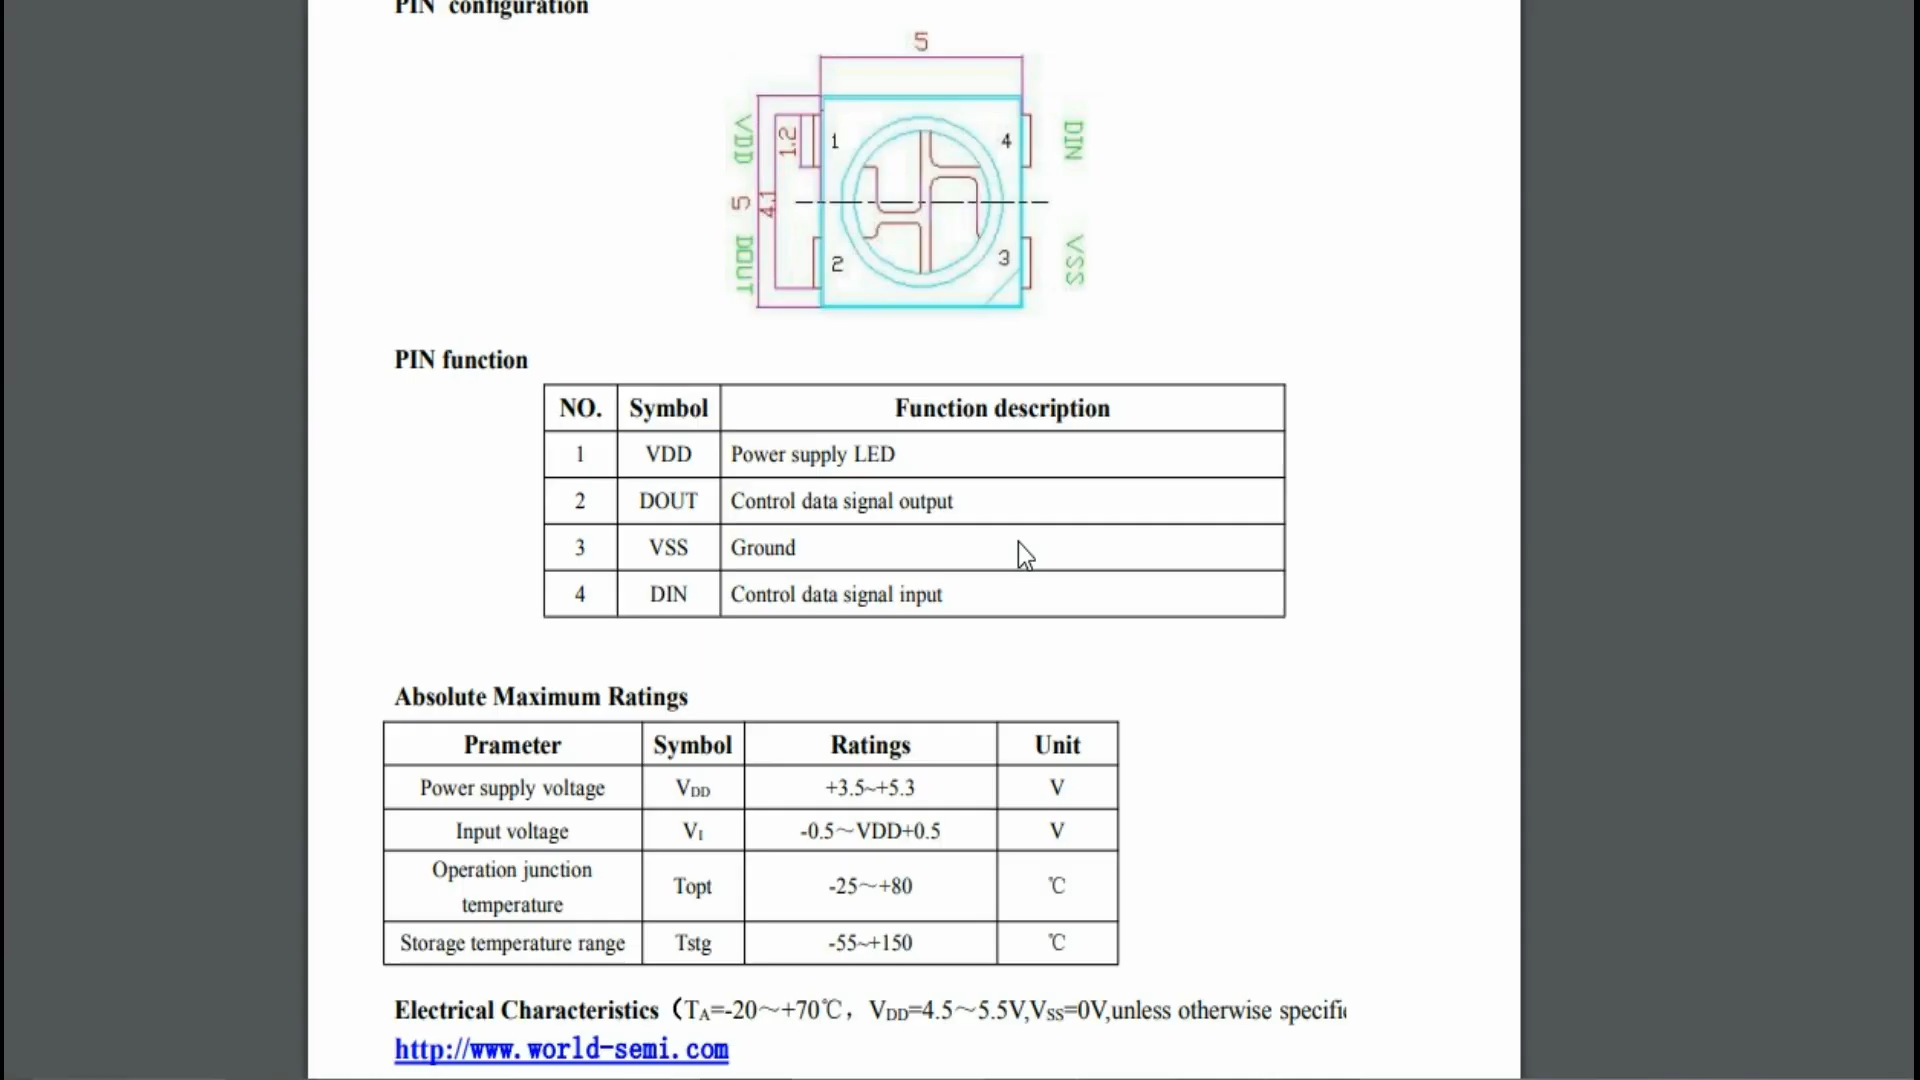 PIN configuration
5
VDD
1.2
1
4
DIN
5
4.1
DOUT
2
3
VSS
PIN function
NO. Symbol Function description
1 VDD Power supply LED
2 DOUT Control data signal output
3 VSS Ground
4 DIN Control data signal input
Absolute Maximum Ratings
Prameter Symbol Ratings Unit
Power supply voltage VDD +3.5~+5.3 V
Input voltage VI -0.5～VDD+0.5 V
Operation junction
temperature Topt -25～+80 ℃
Storage temperature range Tstg -55~+150 ℃
Electrical Characteristics（TA=-20～+70℃，VDD=4.5～5.5V,VSS=0V,unless otherwise
http://www.world-semi.com